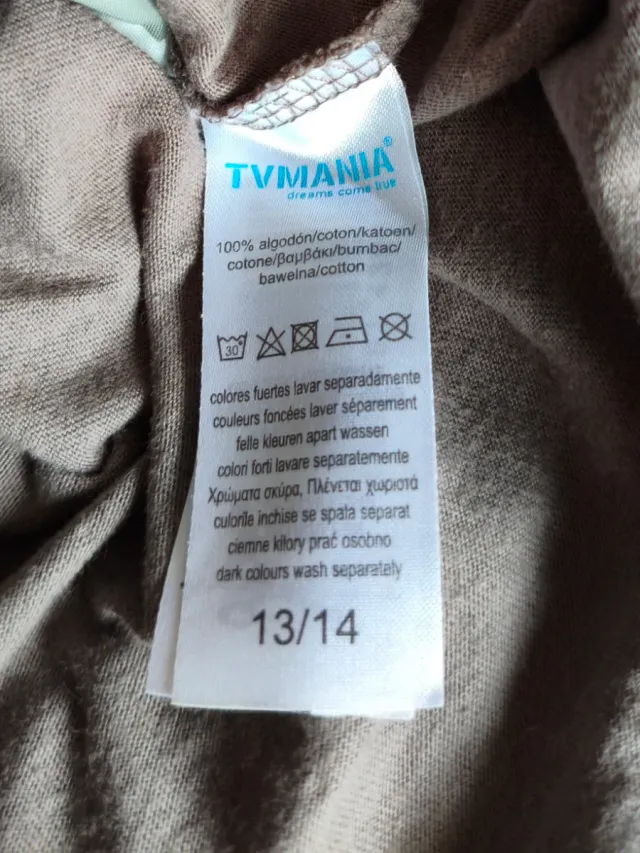 TVMANIA®
dreams come true
100% algodón/coton/katoen/
cotone/βαμβάκι/bumbac/
bawelna/cotton
30°
colores fuertes lavar separadamente
couleurs foncées laver séparement
felle kleuren apart wassen
colori forti lavare separatemente
Χρώματα σκύρα, Πλένεται χωριστά
culorile inchise se spata separat
ciemne kilory prać osobno
dark colours wash separately
13/14